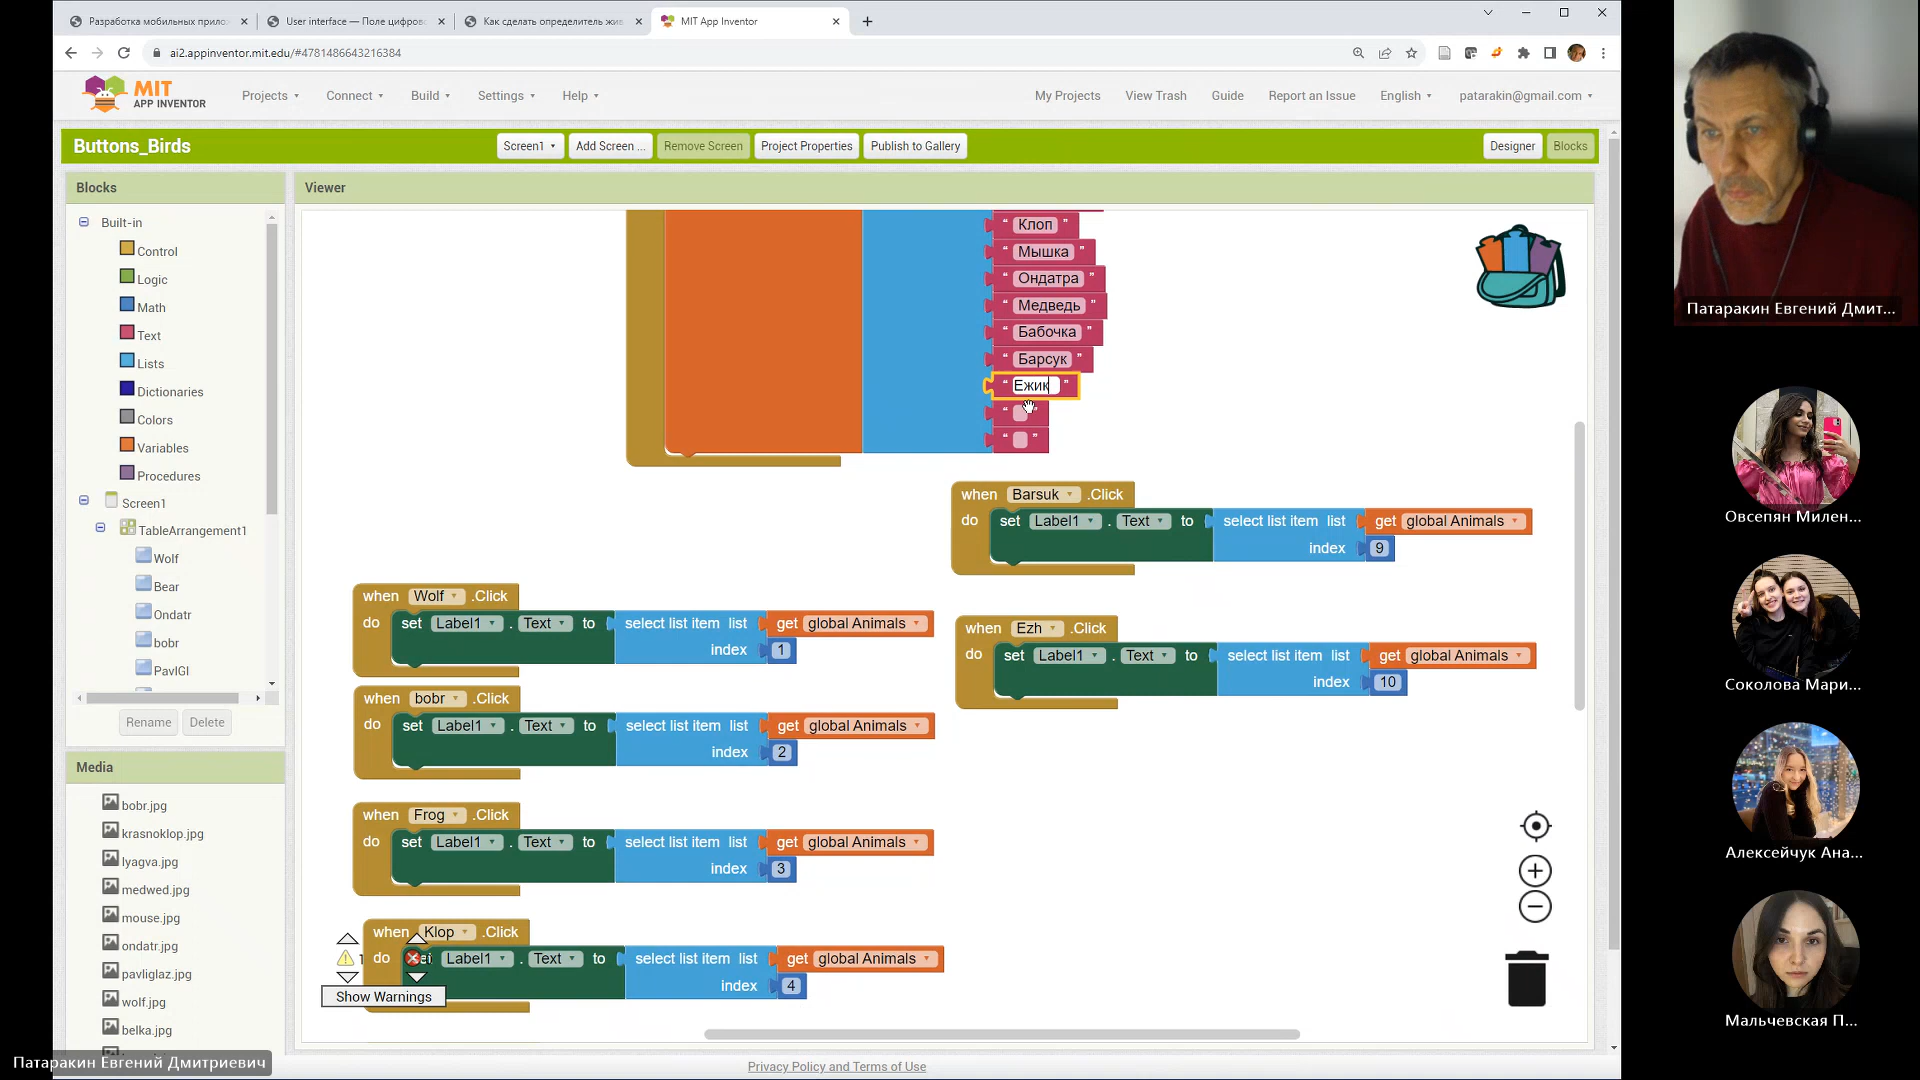 Разработка мобильных прило
User interface — Поле цифров
Как сделать определитель жив
MIT App Inventor
ai2.appinventor.mit.edu/#4781486643216384
MIT
APP INVENTOR
Projects
Connect
Build
Settings
Help
My Projects
View Trash
Guide
Report an Issue
English
patarakin@gmail.com
Buttons_Birds
Screen1
Add Screen ...
Remove Screen
Project Properties
Publish to Gallery
Designer
Blocks
Blocks
Built-in
Control
Logic
Math
Text
Lists
Dictionaries
Colors
Variables
Procedures
Screen1
TableArrangement1
Wolf
Bear
Ondatr
bobr
PavlGl
Rename
Delete
Media
bobr.jpg
krasnoklop.jpg
lyagva.jpg
medwed.jpg
mouse.jpg
ondatr.jpg
pavliglaz.jpg
wolf.jpg
belka.jpg
Viewer
" Клоп "
" Мышка "
" Ондатра "
" Медведь "
" Бабочка "
" Барсук "
" Ежик "
" "
" "
when Barsuk .Click
do set Label1 . Text to select list item list get global Animals
index 9
when Ezh .Click
do set Label1 . Text to select list item list get global Animals
index 10
when Wolf .Click
do set Label1 . Text to select list item list get global Animals
index 1
when bobr .Click
do set Label1 . Text to select list item list get global Animals
index 2
when Frog .Click
do set Label1 . Text to select list item list get global Animals
index 3
when Klop .Click
do Label1 . Text to select list item list get global Animals
index 4
Show Warnings
Privacy Policy and Terms of Use
Патаракин Евгений Дмитриевич
Патаракин Евгений Дмит...
Овсепян Милен...
Соколова Мари...
Алексейчук Ана...
Мальчевская П...